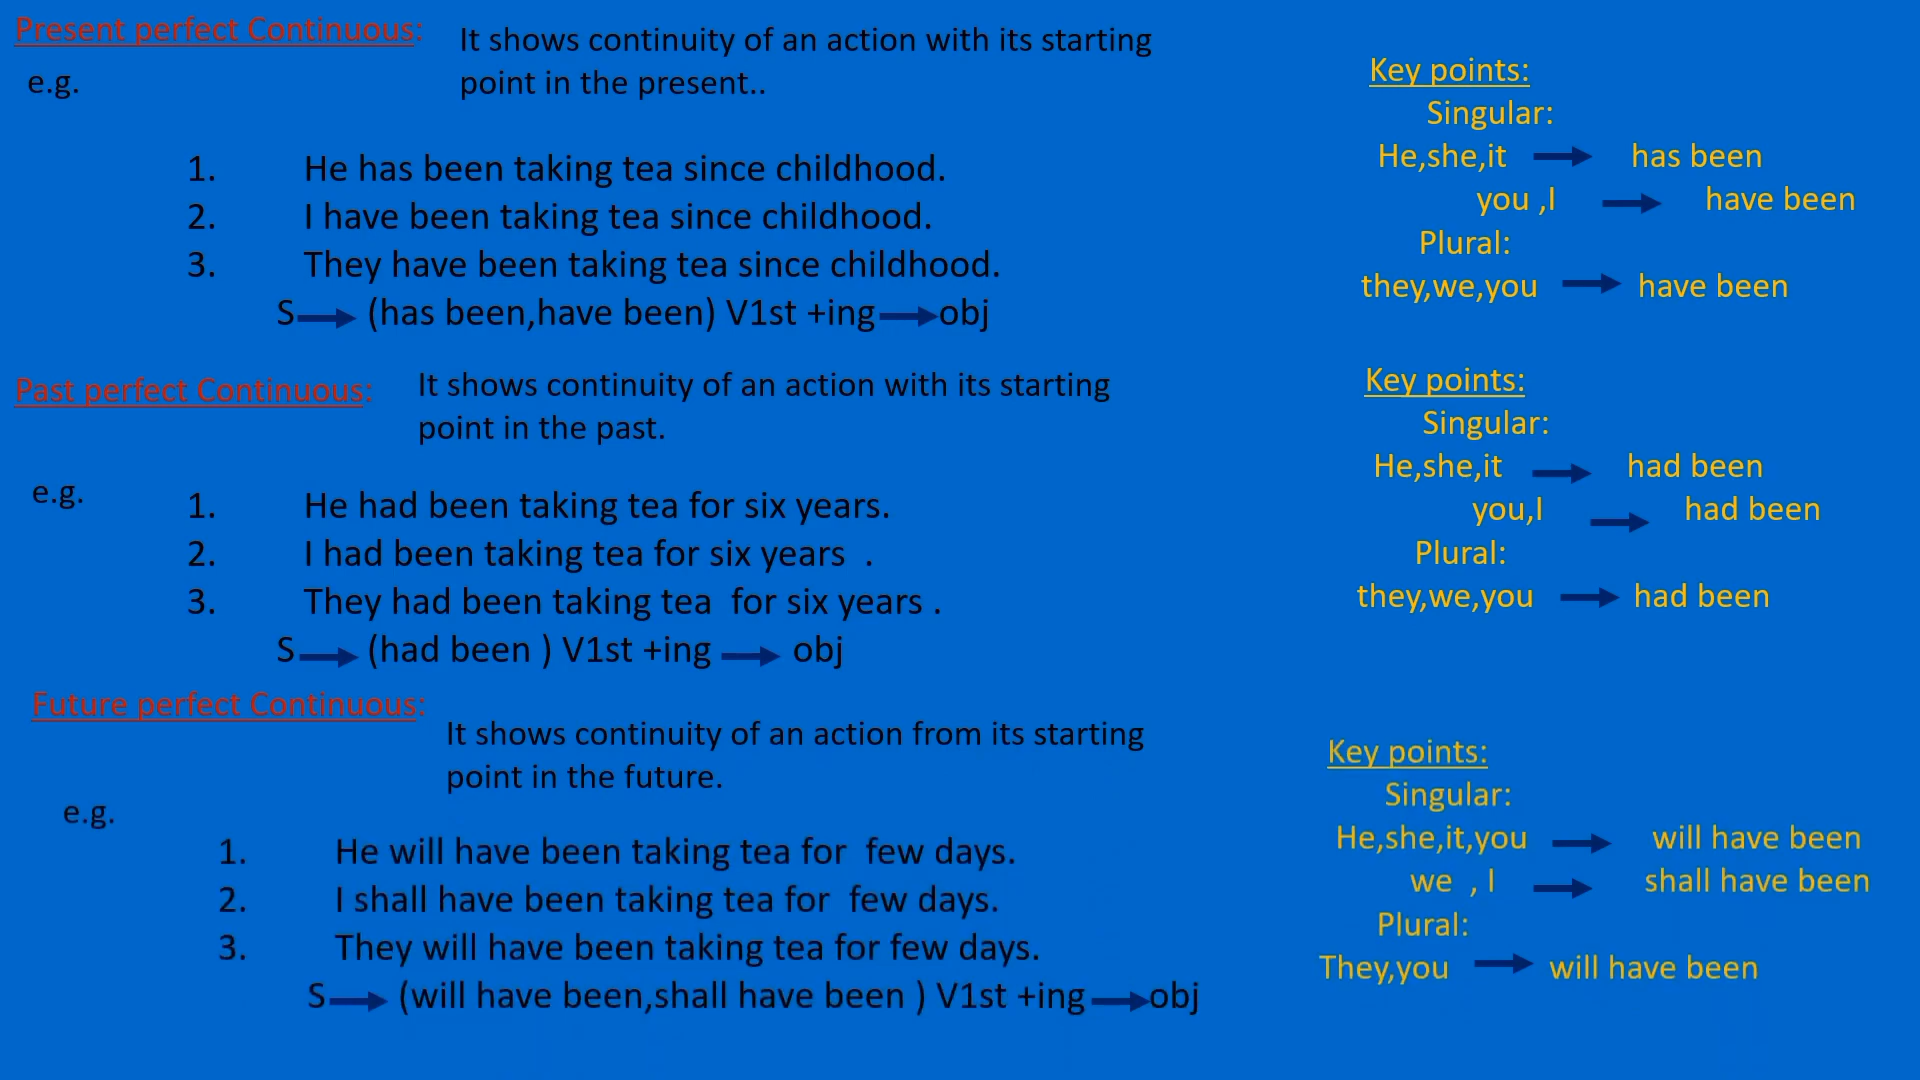 Present perfect Continuous:
It shows continuity of an action with its starting
point in the present..
e.g.
1. He has been taking tea since childhood.
2. I have been taking tea since childhood.
3. They have been taking tea since childhood.
S → (has been,have been) V1st +ing → obj
Key points:
Singular:
He,she,it → has been
you ,I → have been
Plural:
they,we,you → have been
Past perfect Continuous:
It shows continuity of an action with its starting
point in the past.
e.g.
1. He had been taking tea for six years.
2. I had been taking tea for six years .
3. They had been taking tea for six years .
S → (had been ) V1st +ing → obj
Key points:
Singular:
He,she,it → had been
you,I → had been
Plural:
they,we,you → had been
Future perfect Continuous:
It shows continuity of an action from its starting
point in the future.
e.g.
1. He will have been taking tea for few days.
2. I shall have been taking tea for few days.
3. They will have been taking tea for few days.
S → (will have been,shall have been ) V1st +ing → obj
Key points:
Singular:
He,she,it,you → will have been
we , I → shall have been
Plural:
They,you → will have been